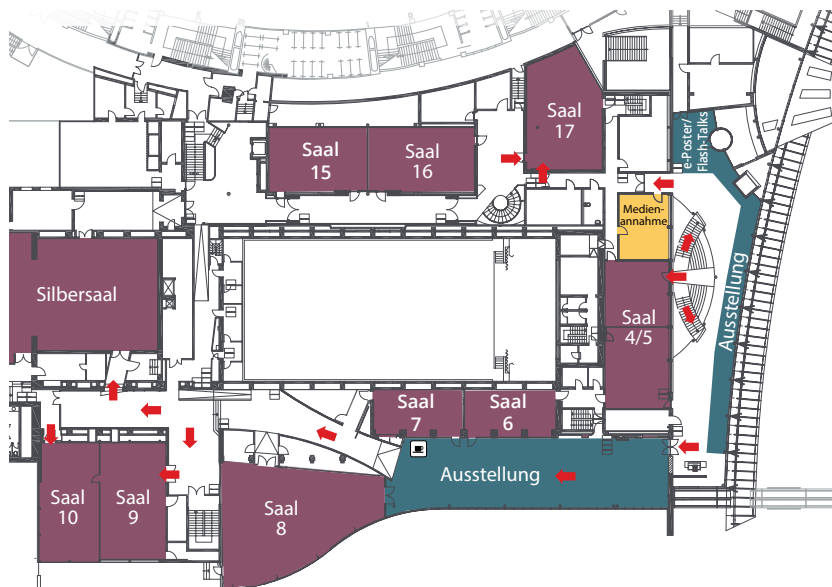 Saal
17
e-Poster/
Flash-Talks
Saal
15
Saal
16
Medien-
annahme
Silbersaal
Saal
4/5
Ausstellung
Saal
7
Saal
6
Ausstellung
Saal
10
Saal
9
Saal
8